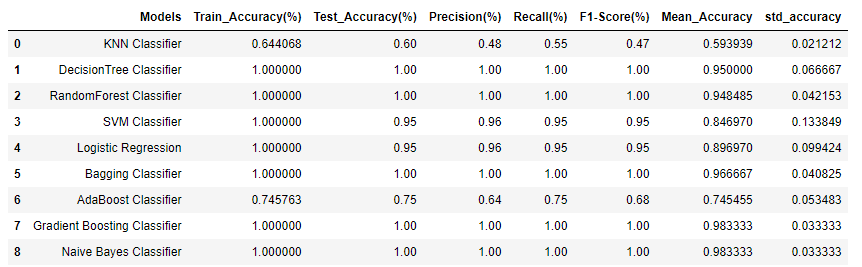 Models Train_Accuracy(%) Test_Accuracy(%) Precision(%) Recall(%) F1-Score(%) Mean_Accuracy std_accuracy
0 KNN Classifier 0.644068 0.60 0.48 0.55 0.47 0.593939 0.021212
1 DecisionTree Classifier 1.000000 1.00 1.00 1.00 1.00 0.950000 0.066667
2 RandomForest Classifier 1.000000 1.00 1.00 1.00 1.00 0.948485 0.042153
3 SVM Classifier 1.000000 0.95 0.96 0.95 0.95 0.846970 0.133849
4 Logistic Regression 1.000000 0.95 0.96 0.95 0.95 0.896970 0.099424
5 Bagging Classifier 1.000000 1.00 1.00 1.00 1.00 0.966667 0.040825
6 AdaBoost Classifier 0.745763 0.75 0.64 0.75 0.68 0.745455 0.053483
7 Gradient Boosting Classifier 1.000000 1.00 1.00 1.00 1.00 0.983333 0.033333
8 Naive Bayes Classifier 1.000000 1.00 1.00 1.00 1.00 0.983333 0.033333